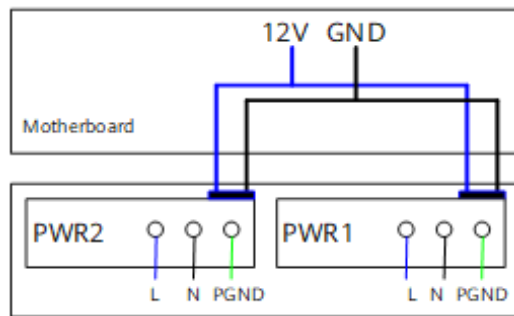 12V GND
Motherboard
PWR2 PWR1
L N PGND L N PGND